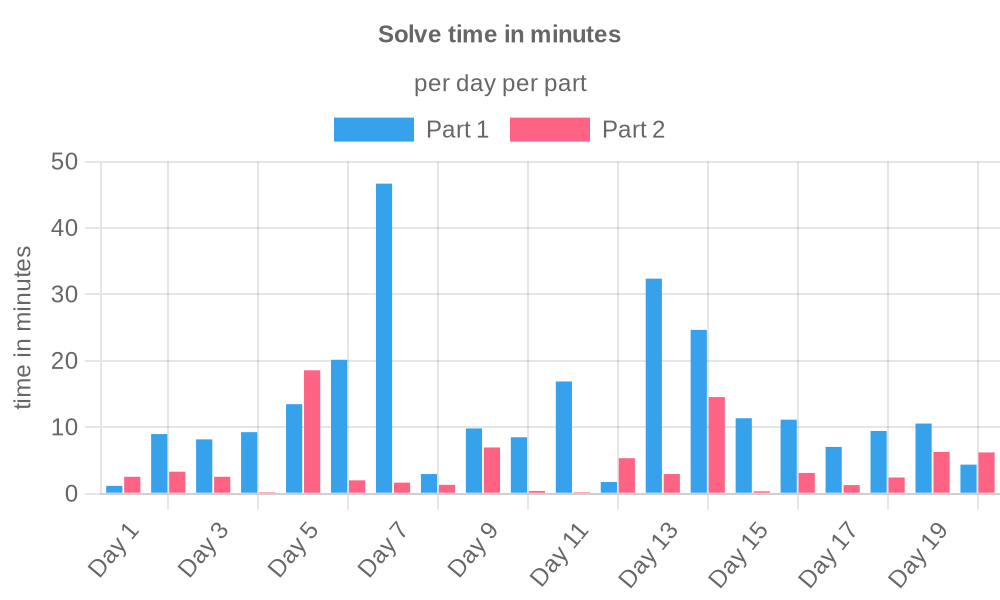 Solve time in minutes
per day per part
Part 1 Part 2
time in minutes
50
40
30
20
10
0
Day 1 Day 3 Day 5 Day 7 Day 9 Day 11 Day 13 Day 15 Day 17 Day 19